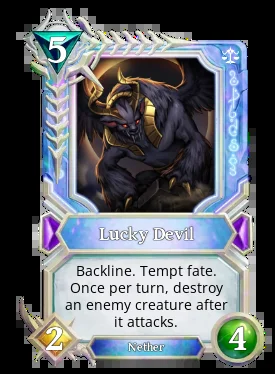 5
Lucky Devil
Backline. Tempt fate.
Once per turn, destroy
an enemy creature after
it attacks.
2
Nether
4